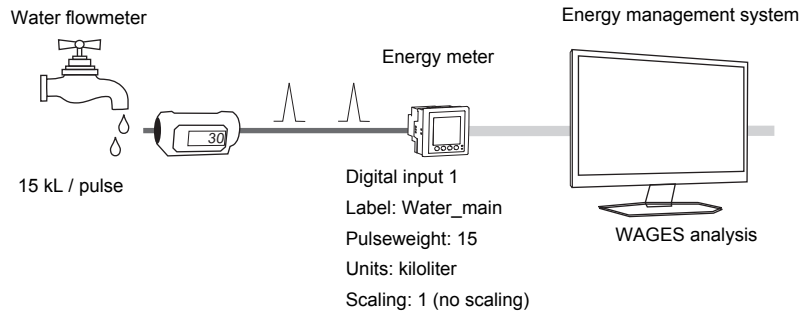 Water flowmeter
Energy management system
Energy meter
30
15 kL / pulse
Digital input 1
Label: Water_main
Pulseweight: 15
Units: kiloliter
Scaling: 1 (no scaling)
WAGES analysis